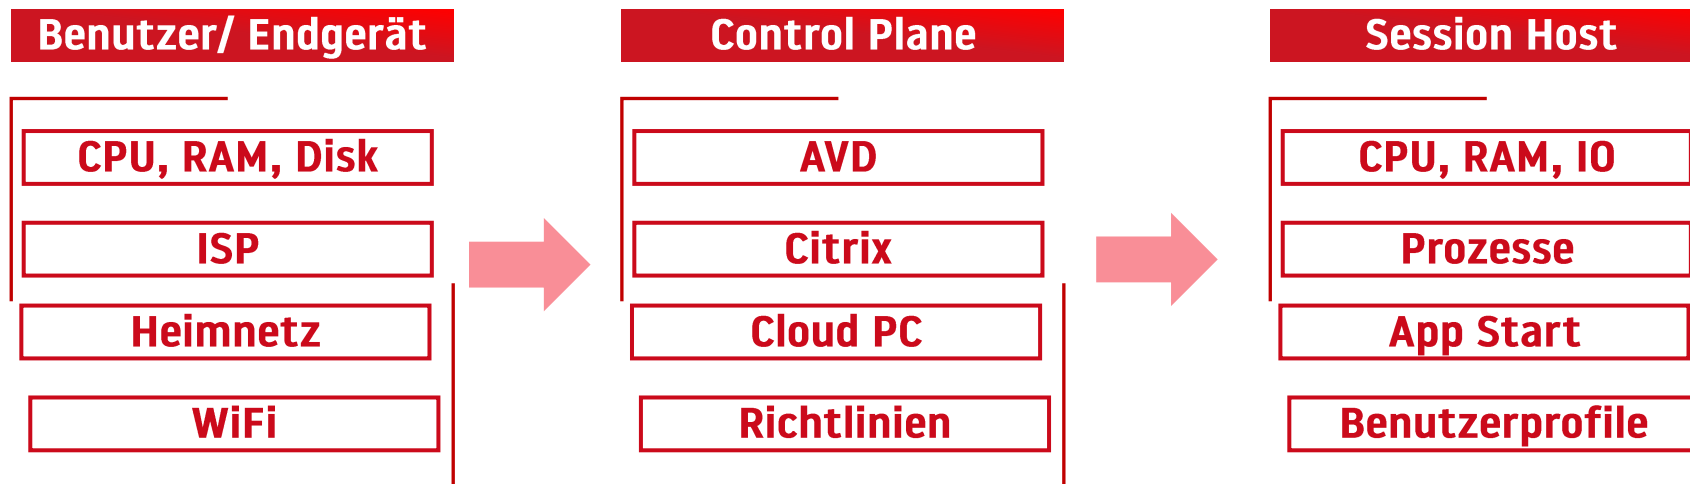 Benutzer/ Endgerät
CPU, RAM, Disk
ISP
Heimnetz
WiFi
Control Plane
AVD
Citrix
Cloud PC
Richtlinien
Session Host
CPU, RAM, IO
Prozesse
App Start
Benutzerprofile